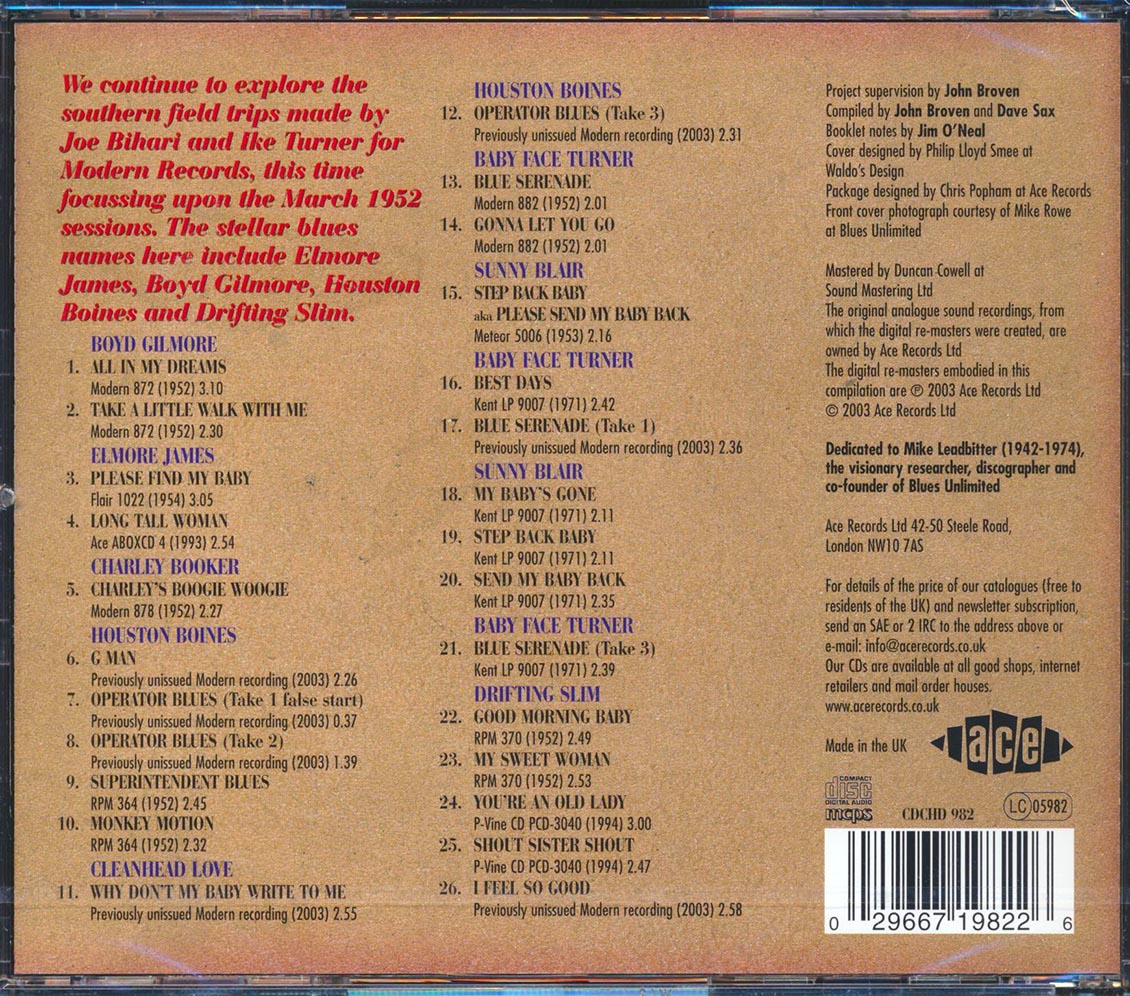 We continue to explore the
southern field trips made by
Joe Bihari and Ike Turner for
Modern Records, this time
focussing upon the March 1952
sessions. The stellar blues
names here include Elmore
James, Boyd Gilmore, Houston
Boines and Drifting Slim.
BOYD GILMORE
1. ALL IN MY DREAMS
Modern 872 (1952) 3.10
2. TAKE A LITTLE WALK WITH ME
Modern 872 (1952) 2.30
ELMORE JAMES
3. PLEASE FIND MY BABY
Flair 1022 (1954) 3.05
4. LONG TALL WOMAN
Ace ABOXCD 4 (1993) 2.54
CHARLEY BOOKER
5. CHARLEY'S BOOGIE WOOGIE
Modern 878 (1952) 2.27
HOUSTON BOINES
6. G MAN
Previously unissued Modern recording (2003) 2.26
7. OPERATOR BLUES (Take 1 false start)
Previously unissued Modern recording (2003) 0.37
8. OPERATOR BLUES (Take 2)
Previously unissued Modern recording (2003) 1.39
9. SUPERINTENDENT BLUES
RPM 364 (1952) 2.45
10. MONKEY MOTION
RPM 364 (1952) 2.32
CLEANHEAD LOVE
11. WHY DON'T MY BABY WRITE TO ME
Previously unissued Modern recording (2003) 2.55
HOUSTON BOINES
12. OPERATOR BLUES (Take 3)
Previously unissued Modern recording (2003) 2.31
BABY FACE TURNER
13. BLUE SERENADE
Modern 882 (1952) 2.01
14. GONNA LET YOU GO
Modern 882 (1952) 2.01
SUNNY BLAIR
15. STEP BACK BABY
aka PLEASE SEND MY BABY BACK
Meteor 5006 (1953) 2.16
BABY FACE TURNER
16. BEST DAYS
Kent LP 9007 (1971) 2.42
17. BLUE SERENADE (Take 1)
Previously unissued Modern recording (2003) 2.36
SUNNY BLAIR
18. MY BABY'S GONE
Kent LP 9007 (1971) 2.11
19. STEP BACK BABY
Kent LP 9007 (1971) 2.11
20. SEND MY BABY BACK
Kent LP 9007 (1971) 2.35
BABY FACE TURNER
21. BLUE SERENADE (Take 3)
Kent LP 9007 (1971) 2.39
DRIFTING SLIM
22. GOOD MORNING BABY
RPM 370 (1952) 2.49
23. MY SWEET WOMAN
RPM 370 (1952) 2.53
24. YOU'RE AN OLD LADY
P-Vine CD PCD-3040 (1994) 3.00
25. SHOUT SISTER SHOUT
P-Vine CD PCD-3040 (1994) 2.47
26. I FEEL SO GOOD
Previously unissued Modern recording (2003) 2.58
Project supervision by John Broven
Compiled by John Broven and Dave Sax
Booklet notes by Jim O'Neal
Cover designed by Philip Lloyd Smee at
Waldo's Design
Package designed by Chris Popham at Ace Records
Front cover photograph courtesy of Mike Rowe
at Blues Unlimited
Mastered by Duncan Cowell at
Sound Mastering Ltd
The original analogue sound recordings, from
which the digital re-masters were created, are
owned by Ace Records Ltd
The digital re-masters embodied in this
compilation are ℗ 2003 Ace Records Ltd
© 2003 Ace Records Ltd
Dedicated to Mike Leadbitter (1942-1974),
the visionary researcher, discographer and
co-founder of Blues Unlimited
Ace Records Ltd 42-50 Steele Road,
London NW10 7AS
For details of the price of our catalogues (free to
residents of the UK) and newsletter subscription,
send an SAE or 2 IRC to the address above or
e-mail: info@acerecords.co.uk
Our CDs are available at all good shops, internet
retailers and mail order houses.
www.acerecords.co.uk
Made in the UK
ace
COMPACT
disc
DIGITAL AUDIO
mcps
CDCHD 982
LC 05982
0 29667 19822 6